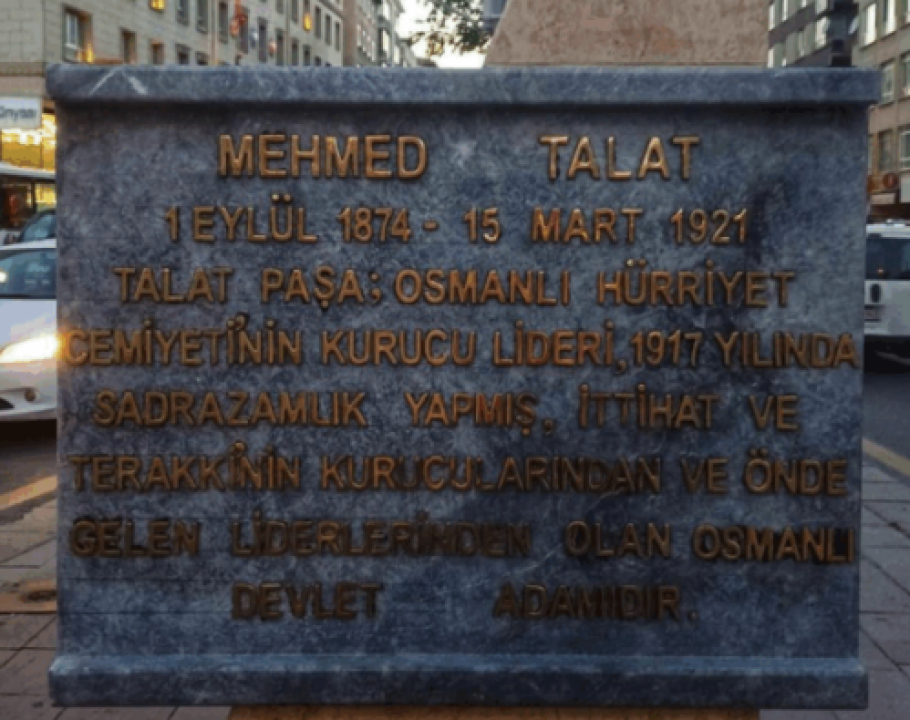 MEHMED TALAT
1 EYLÜL 1874 - 15 MART 1921
TALAT PAŞA; OSMANLI HÜRRİYET
CEMİYETİ'NİN KURUCU LİDERİ, 1917 YILINDA
SADRAZAMLIK YAPMIŞ, İTTİHAT VE
TERAKKİ'NİN KURUCULARINDAN VE ÖNDE
GELEN LİDERLERİNDEN OLAN OSMANLI
DEVLET ADAMIDIR.